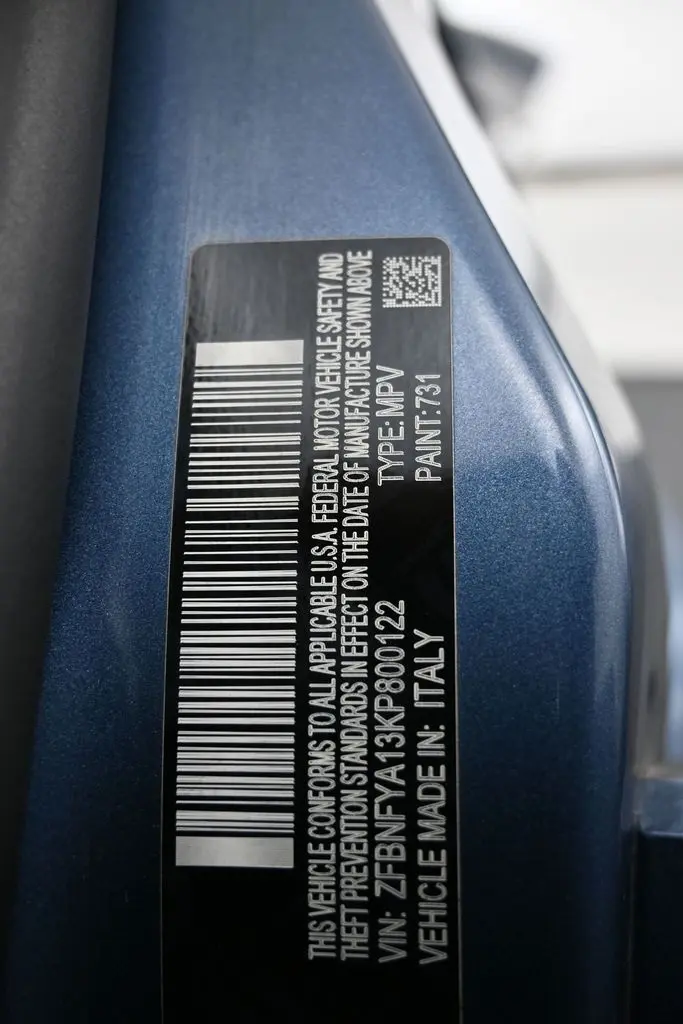 THIS VEHICLE CONFORMS TO ALL APPLICABLE U.S.A. FEDERAL MOTOR VEHICLE SAFETY AND
THEFT PREVENTION STANDARDS IN EFFECT ON THE DATE OF MANUFACTURE SHOWN ABOVE
VIN: ZFBNFYA13KP800122 TYPE: MPV
VEHICLE MADE IN: ITALY PAINT:731